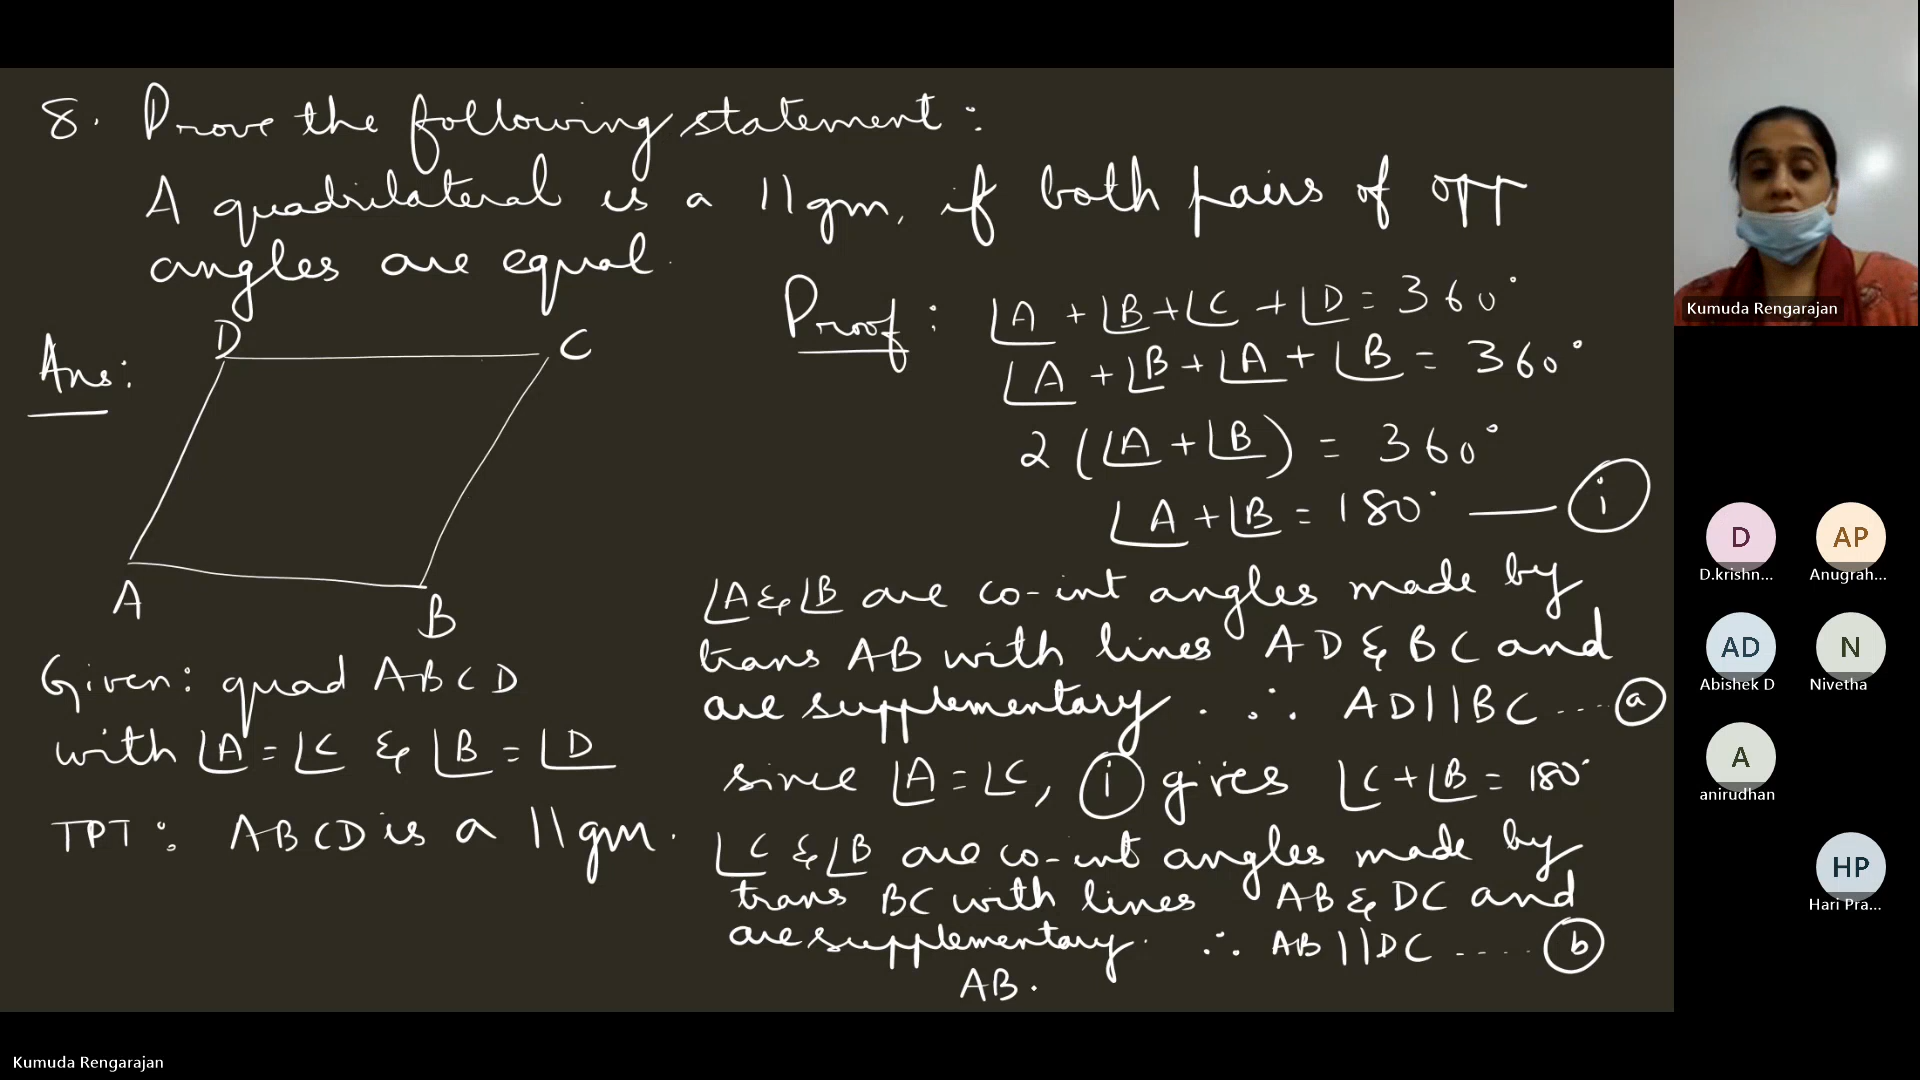 8. Prove the following statement:
A quadrilateral is a ||gm, if both pairs of opp
angles are equal.
Ans:
D
C
A
B
Given: quad ABCD
with ∠A = ∠C & ∠B = ∠D
TPT: ABCD is a ||gm.
Proof: ∠A + ∠B + ∠C + ∠D = 360°
∠A + ∠B + ∠A + ∠B = 360°
2 (∠A + ∠B) = 360°
∠A + ∠B = 180° — (i)
∠A & ∠B are co-int angles made by
trans AB with lines AD & BC and
are supplementary. ∴ AD||BC ... (a)
since ∠A = ∠C, (i) gives ∠C + ∠B = 180°
∠C & ∠B are co-int angles made by
trans BC with lines AB & DC and
are supplementary. ∴ AB||DC .... (b)
AB.
Kumuda Rengarajan
D
AP
D.krishn...
Anugrah...
AD
N
Abishek D
Nivetha
A
anirudhan
HP
Hari Pra...
Kumuda Rengarajan